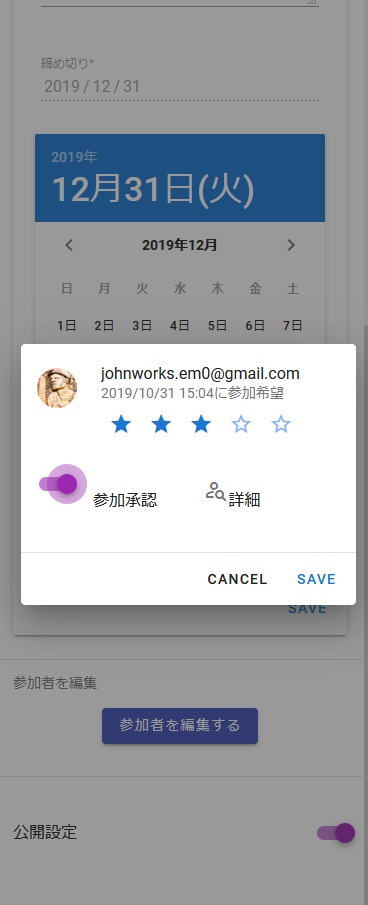 締め切り*
2019 / 12 / 31
2019年
12月31日(火)
2019年12月
日 月 火 水 木 金 土
1日 2日 3日 4日 5日 6日 7日
johnworks.em0@gmail.com
2019/10/31 15:04に参加希望
参加承認 詳細
CANCEL SAVE
SAVE
参加者を編集
参加者を編集する
公開設定